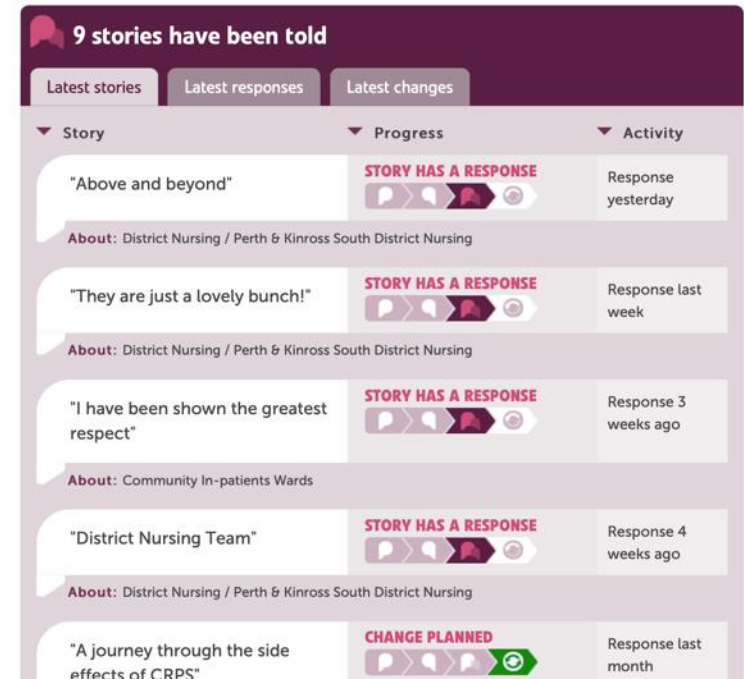 9 stories have been told
Latest stories Latest responses Latest changes
Story Progress Activity
"Above and beyond"
STORY HAS A RESPONSE
Response
yesterday
About: District Nursing / Perth & Kinross South District Nursing
"They are just a lovely bunch!"
STORY HAS A RESPONSE
Response last
week
About: District Nursing / Perth & Kinross South District Nursing
"I have been shown the greatest
respect"
STORY HAS A RESPONSE
Response 3
weeks ago
About: Community In-patients Wards
"District Nursing Team"
STORY HAS A RESPONSE
Response 4
weeks ago
About: District Nursing / Perth & Kinross South District Nursing
"A journey through the side
effects of CRPS"
CHANGE PLANNED
Response last
month